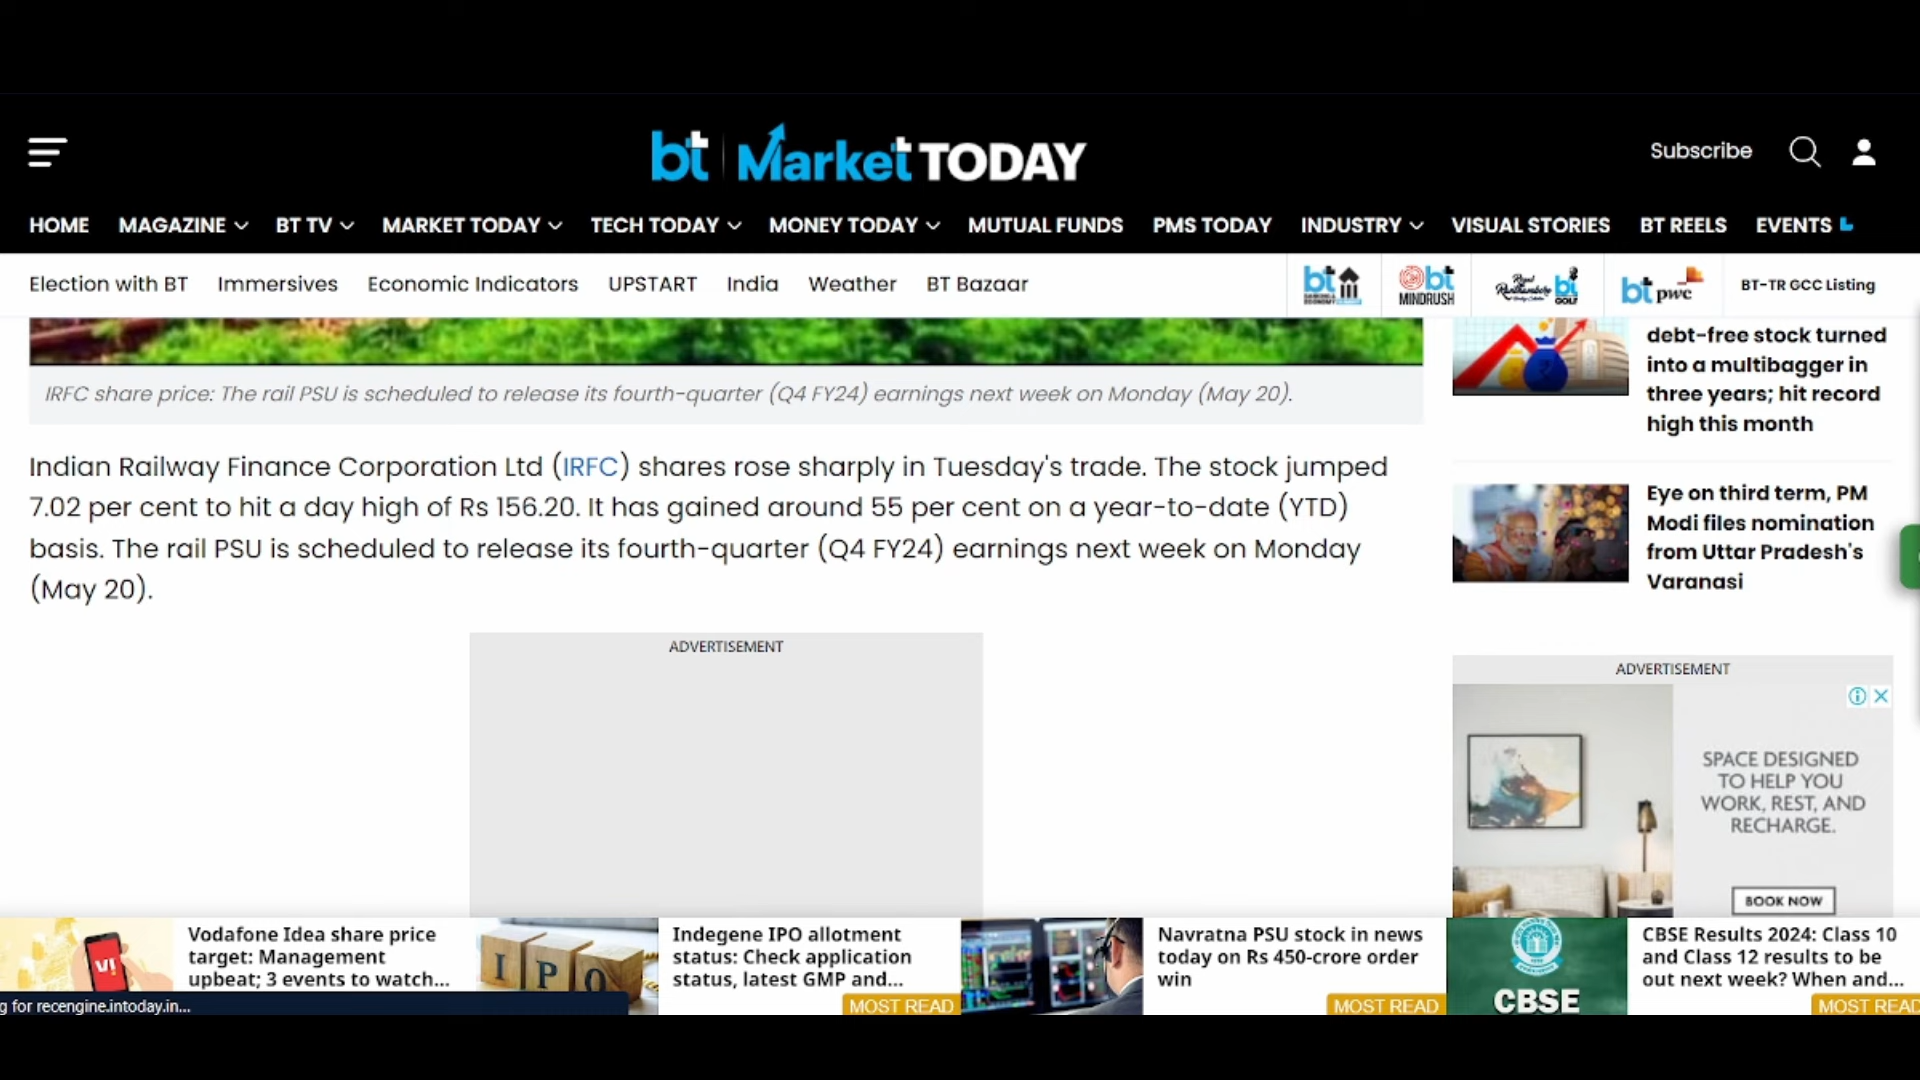 bt Market TODAY
Subscribe
HOME MAGAZINE BT TV MARKET TODAY TECH TODAY MONEY TODAY MUTUAL FUNDS PMS TODAY INDUSTRY VISUAL STORIES BT REELS EVENTS
Election with BT Immersives Economic Indicators UPSTART India Weather BT Bazaar
bt
bt MINDRUSH
bt GOLF
bt pwc
BT-TR GCC Listing
IRFC share price: The rail PSU is scheduled to release its fourth-quarter (Q4 FY24) earnings next week on Monday (May 20).
Indian Railway Finance Corporation Ltd (IRFC) shares rose sharply in Tuesday's trade. The stock jumped
7.02 per cent to hit a day high of Rs 156.20. It has gained around 55 per cent on a year-to-date (YTD)
basis. The rail PSU is scheduled to release its fourth-quarter (Q4 FY24) earnings next week on Monday
(May 20).
ADVERTISEMENT
debt-free stock turned
into a multibagger in
three years; hit record
high this month
Eye on third term, PM
Modi files nomination
from Uttar Pradesh's
Varanasi
ADVERTISEMENT
SPACE DESIGNED
TO HELP YOU
WORK, REST, AND
RECHARGE.
BOOK NOW
VI
Vodafone Idea share price
target: Management
upbeat; 3 events to watch...
IPO
Indegene IPO allotment
status: Check application
status, latest GMP and...
MOST READ
Navratna PSU stock in news
today on Rs 450-crore order
win
MOST READ
CBSE
CBSE Results 2024: Class 10
and Class 12 results to be
out next week? When and...
MOST READ
g for recengine.intoday.in...